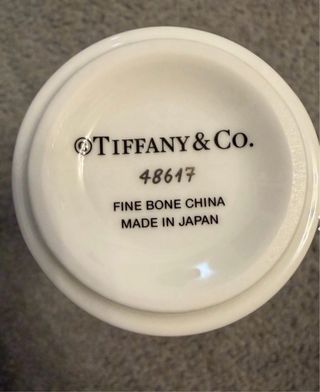 ©TIFFANY & CO.
48617
FINE BONE CHINA
MADE IN JAPAN